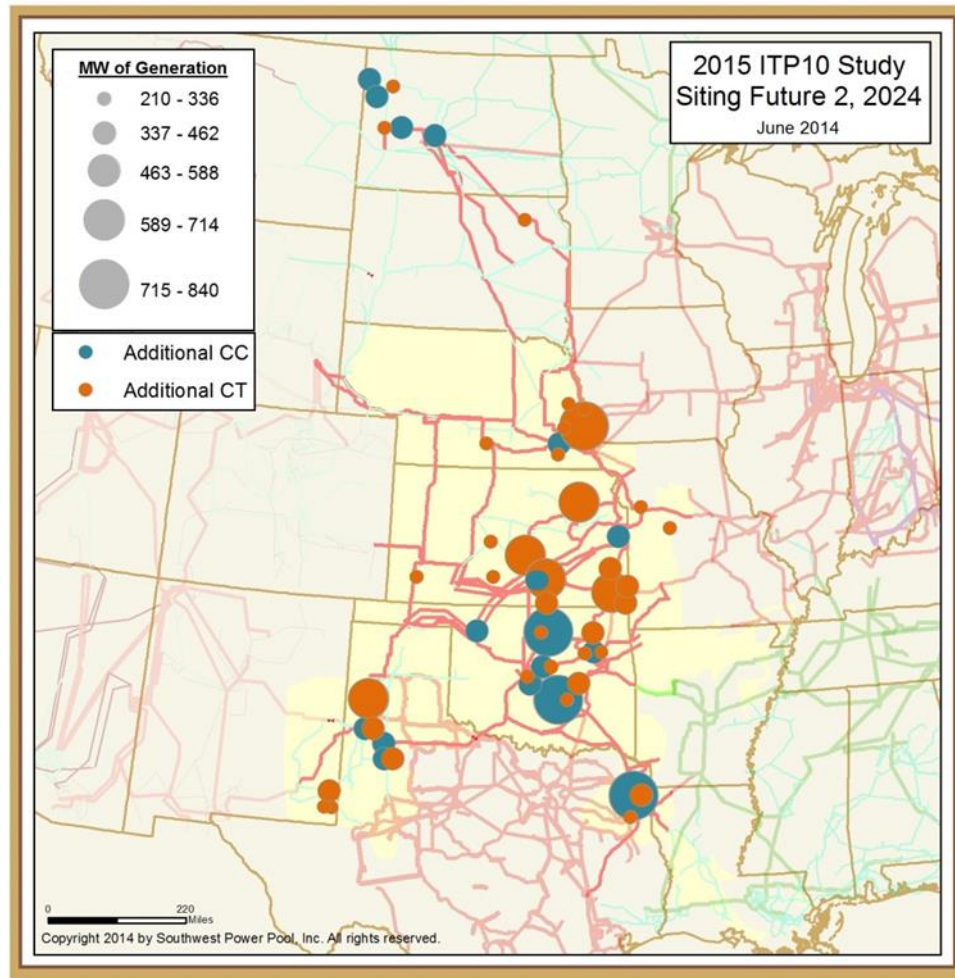 2015 ITP10 Study
Siting Future 2, 2024
June 2014
MW of Generation
210 - 336
337 - 462
463 - 588
589 - 714
715 - 840
Additional CC
Additional CT
0 220
Miles
Copyright 2014 by Southwest Power Pool, Inc. All rights reserved.